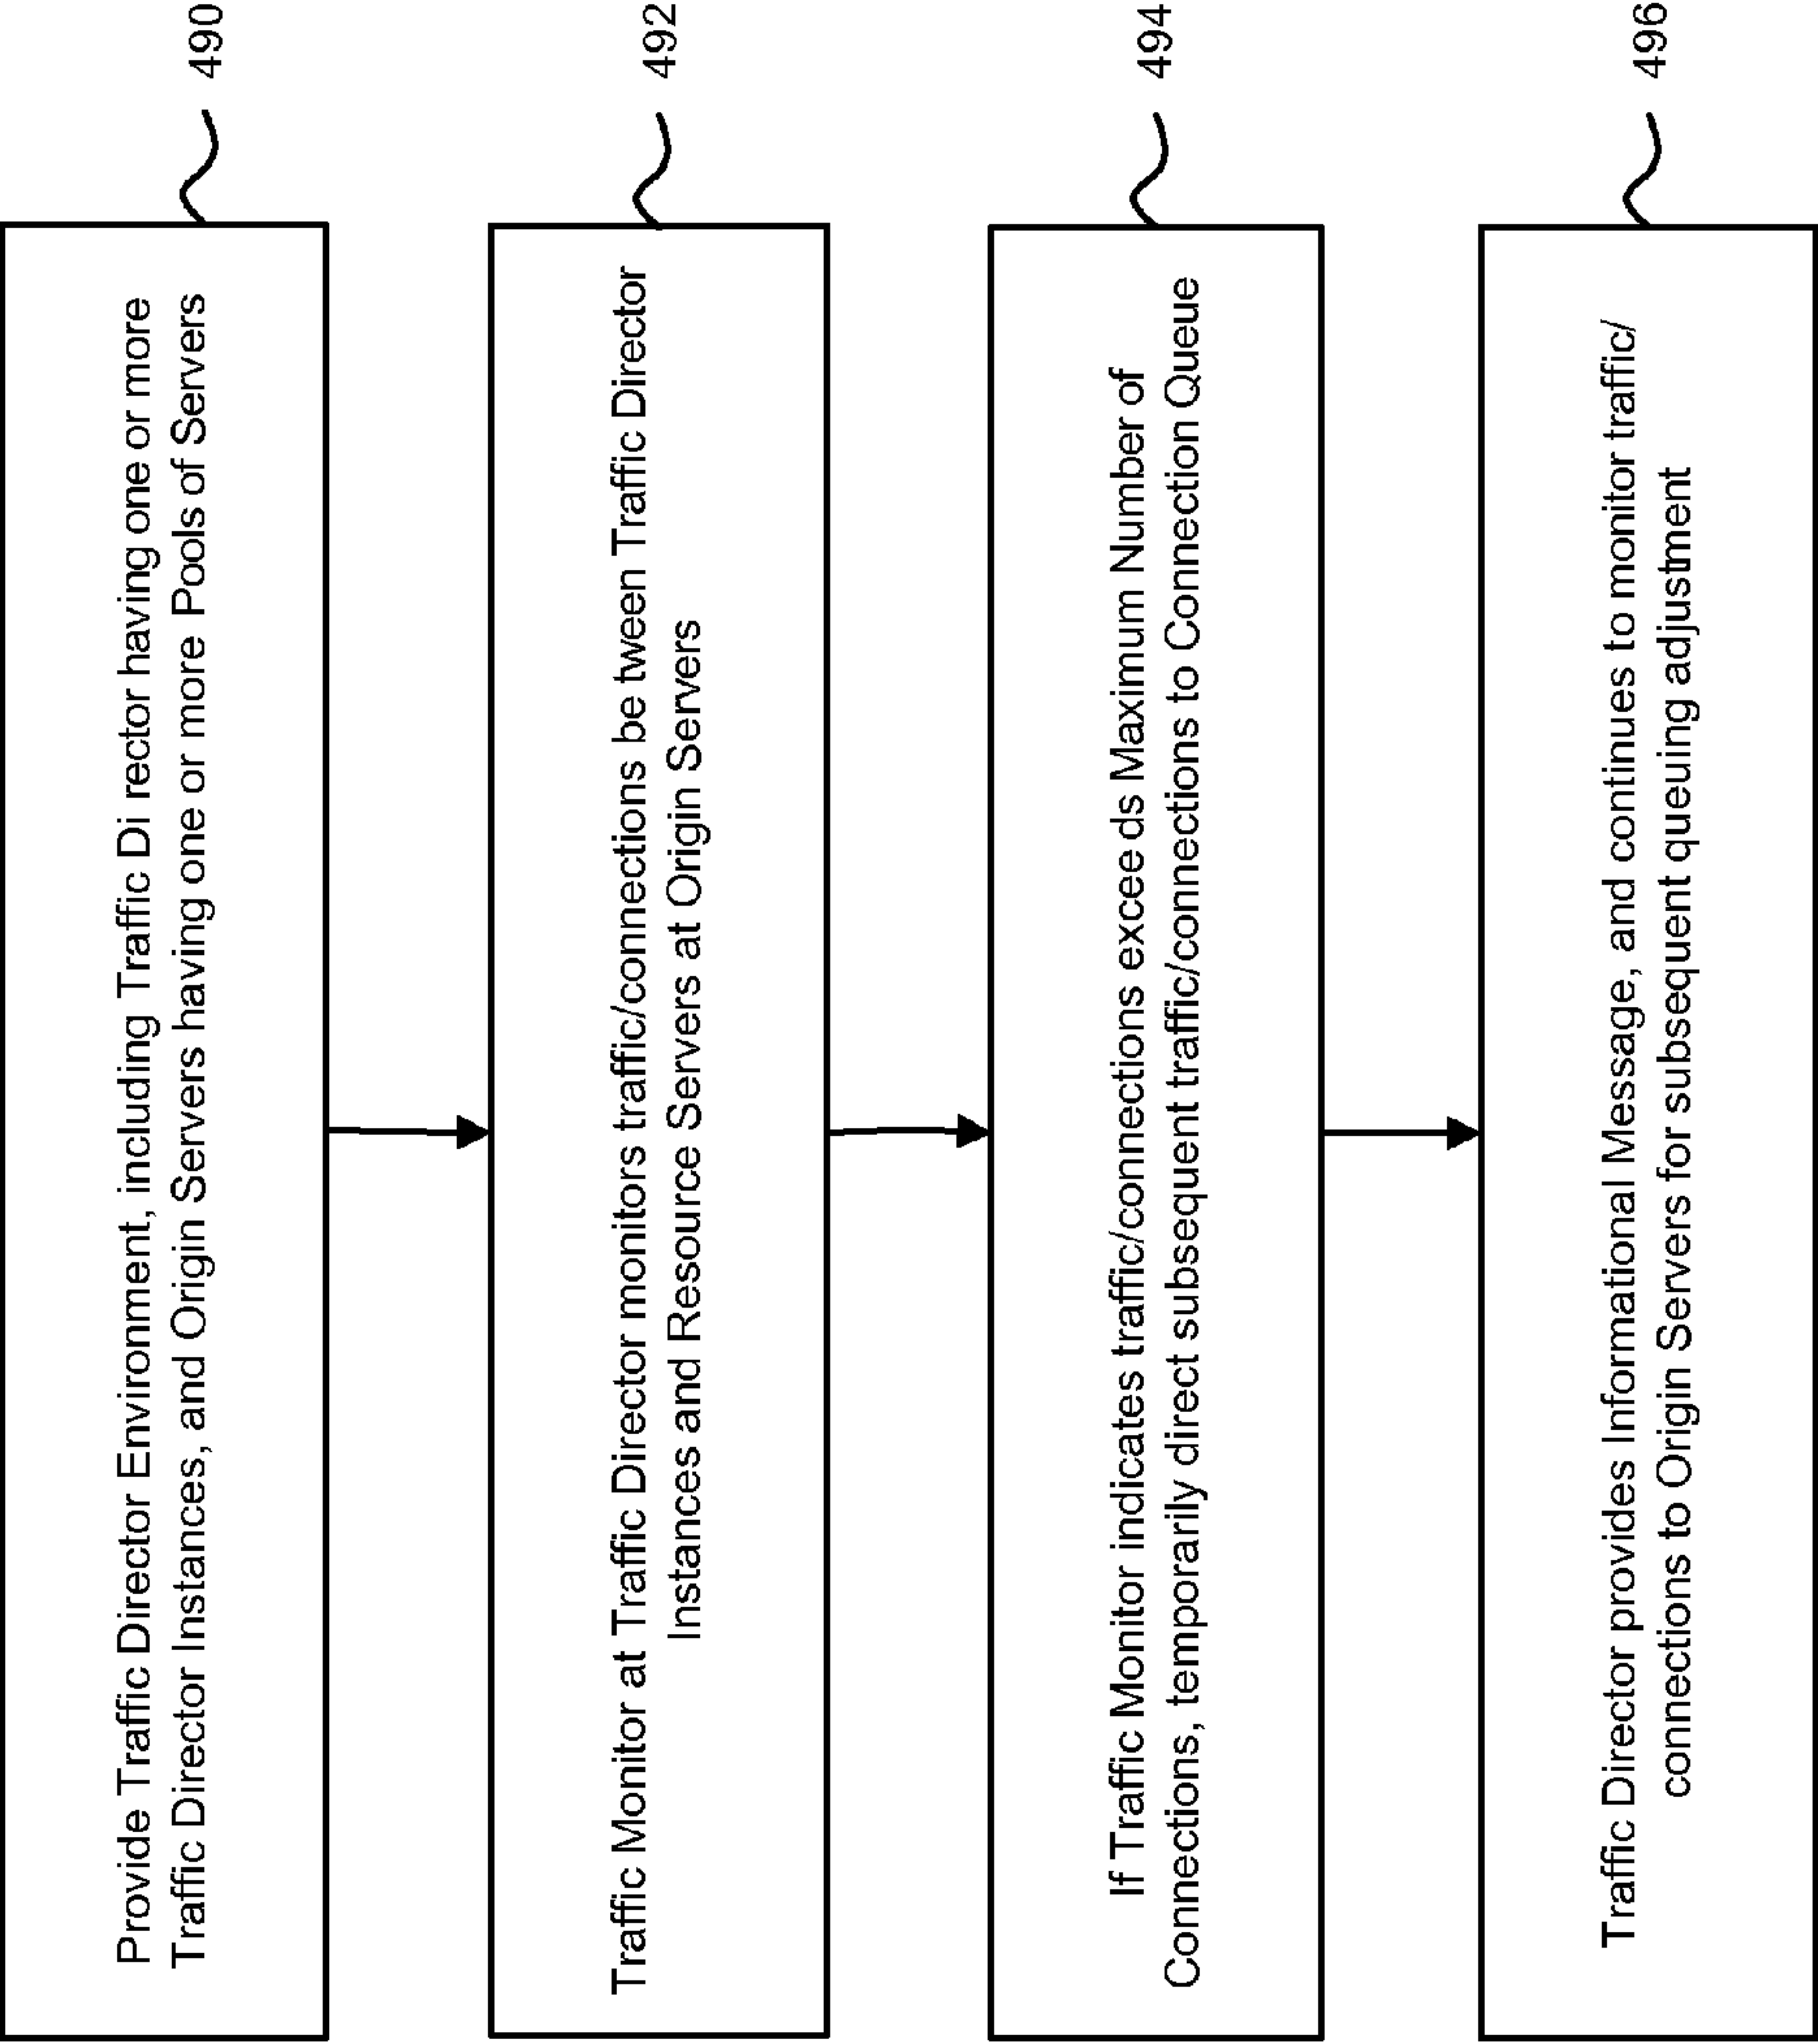 Provide Traffic Director Environment, including Traffic Di rector having one or more
Traffic Director Instances, and Origin Servers having one or more Pools of Servers
490
Traffic Monitor at Traffic Director monitors traffic/connections be tween Traffic Director
Instances and Resource Servers at Origin Servers
492
If Traffic Monitor indicates traffic/connections excee ds Maximum Number of
Connections, temporarily direct subsequent traffic/connections to Connection Queue
494
Traffic Director provides Informational Message, and continues to monitor traffic/
connections to Origin Servers for subsequent queuing adjustment
496